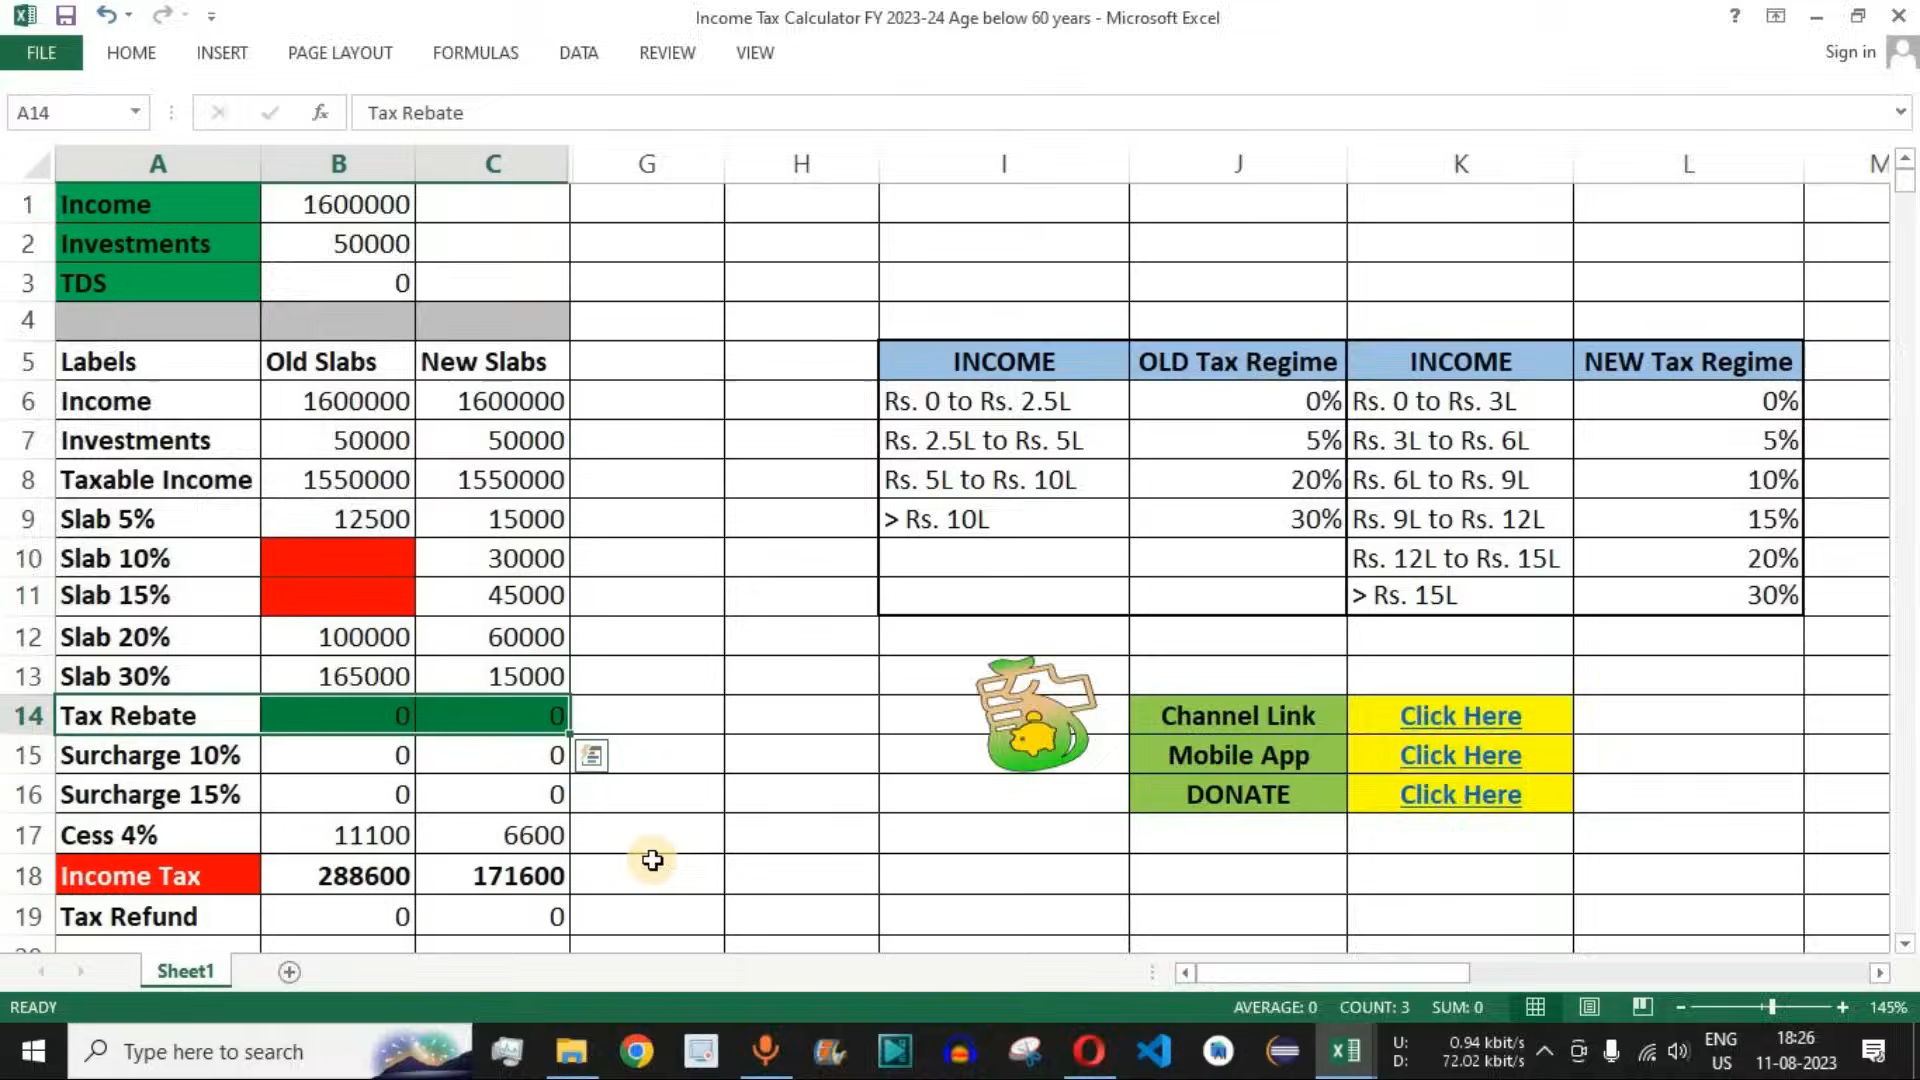 Income Tax Calculator FY 2023-24 Age below 60 years - Microsoft Excel
?
Sign in
FILE HOME INSERT PAGE LAYOUT FORMULAS DATA REVIEW VIEW
A14 fx Tax Rebate
A B C G H I J K L M
1 Income 1600000
2 Investments 50000
3 TDS 0
4
5 Labels Old Slabs New Slabs INCOME OLD Tax Regime INCOME NEW Tax Regime
6 Income 1600000 1600000 Rs. 0 to Rs. 2.5L 0% Rs. 0 to Rs. 3L 0%
7 Investments 50000 50000 Rs. 2.5L to Rs. 5L 5% Rs. 3L to Rs. 6L 5%
8 Taxable Income 1550000 1550000 Rs. 5L to Rs. 10L 20% Rs. 6L to Rs. 9L 10%
9 Slab 5% 12500 15000 > Rs. 10L 30% Rs. 9L to Rs. 12L 15%
10 Slab 10% 30000 Rs. 12L to Rs. 15L 20%
11 Slab 15% 45000 > Rs. 15L 30%
12 Slab 20% 100000 60000
13 Slab 30% 165000 15000
14 Tax Rebate 0 0 Channel Link Click Here
15 Surcharge 10% 0 0 Mobile App Click Here
16 Surcharge 15% 0 0 DONATE Click Here
17 Cess 4% 11100 6600
18 Income Tax 288600 171600
19 Tax Refund 0 0
Sheet1
READY AVERAGE: 0 COUNT: 3 SUM: 0 145%
Type here to search
U: 0.94 kbit/s
D: 72.02 kbit/s
ENG
US
18:26
11-08-2023